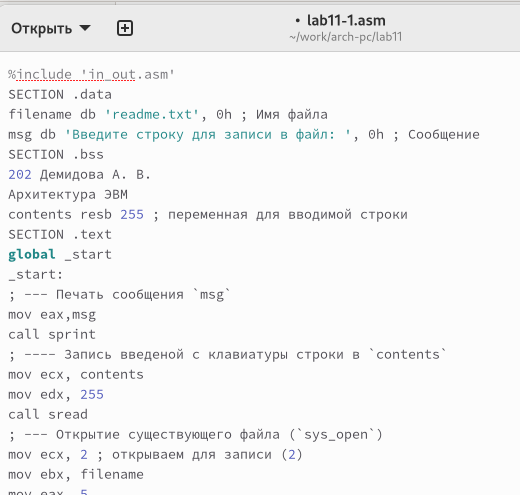 Открыть
• lab11-1.asm
~/work/arch-pc/lab11
%include 'in_out.asm'
SECTION .data
filename db 'readme.txt', 0h ; Имя файла
msg db 'Введите строку для записи в файл: ', 0h ; Сообщение
SECTION .bss
202 Демидова А. В.
Архитектура ЭВМ
contents resb 255 ; переменная для вводимой строки
SECTION .text
global _start
_start:
; --- Печать сообщения `msg`
mov eax,msg
call sprint
; ---- Запись введеной с клавиатуры строки в `contents`
mov ecx, contents
mov edx, 255
call sread
; --- Открытие существующего файла (`sys_open`)
mov ecx, 2 ; открываем для записи (2)
mov ebx, filename
mov eax, 5